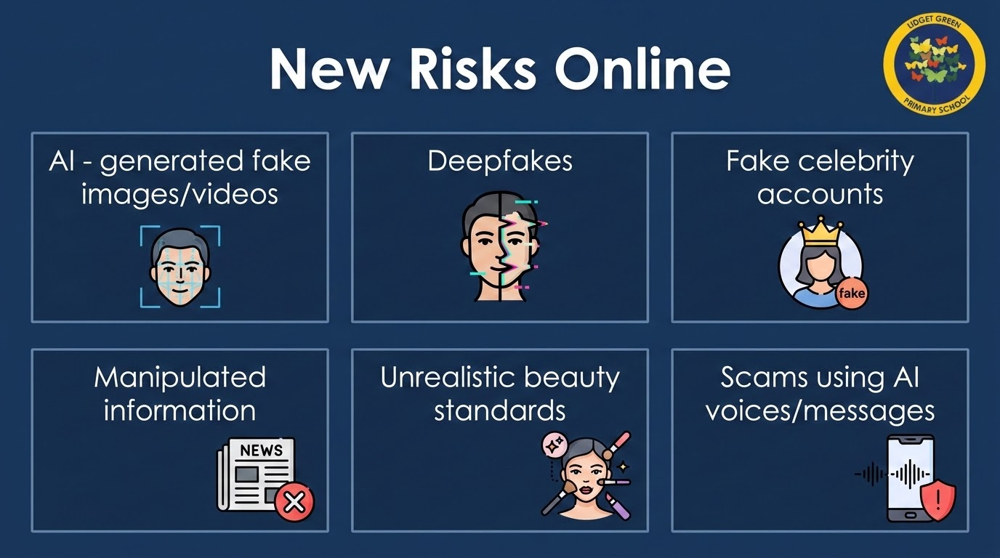 New Risks Online
LIDGET GREEN
PRIMARY SCHOOL
AI - generated fake
images/videos
Deepfakes
Fake celebrity
accounts
fake
Manipulated
information
NEWS
Unrealistic beauty
standards
Scams using AI
voices/messages